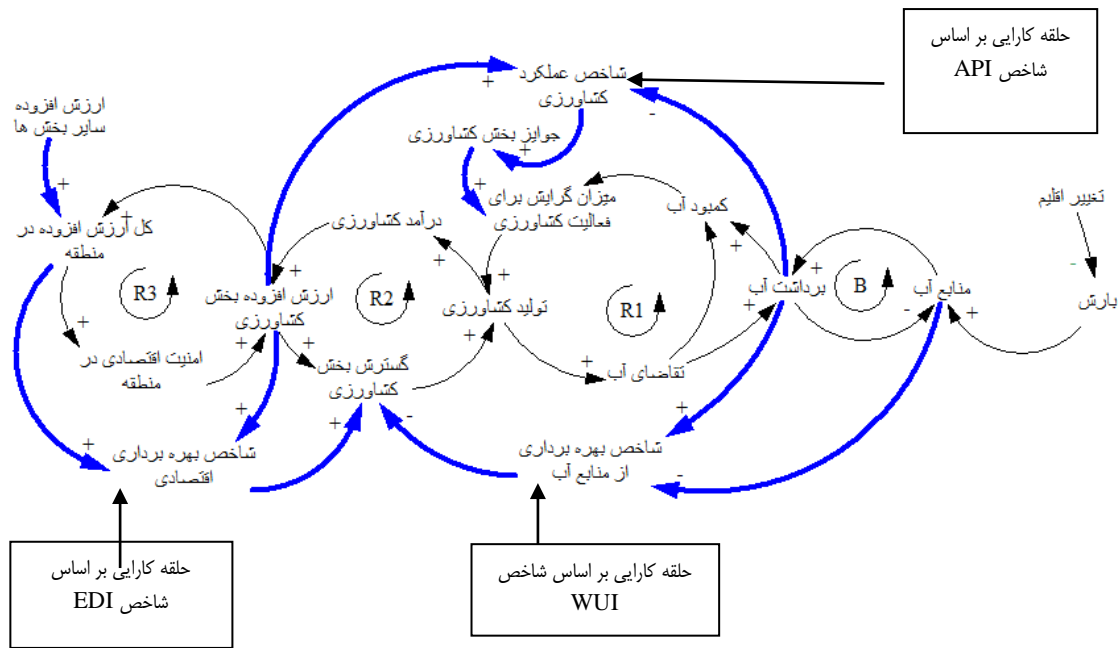 حلقه کارایی بر اساس
شاخص API
شاخص عملکرد
کشاورزی
+
-
ارزش افزوده
سایر بخش ها
جوایز بخش کشاورزی
+
+
+
میزان گرایش برای
فعالیت کشاورزی
کمبود آب
تغییر اقلیم
کل ارزش افزوده در
منطقه
+
درآمد کشاورزی
+
+
R3
ارزش افزوده بخش
کشاورزی
+
R2
تولید کشاورزی
+
R1
برداشت آب
+
B
منابع آب
-
+
-
بارش
+
امنیت اقتصادی در
منطقه
+
+
گسترش بخش
کشاورزی
+
+
تقاضای آب
+
+
+
شاخص بهره برداری
اقتصادی
+
-
+
شاخص بهره برداری
از منابع آب
-
حلقه کارایی بر اساس
شاخص EDI
حلقه کارایی بر اساس شاخص
WUI